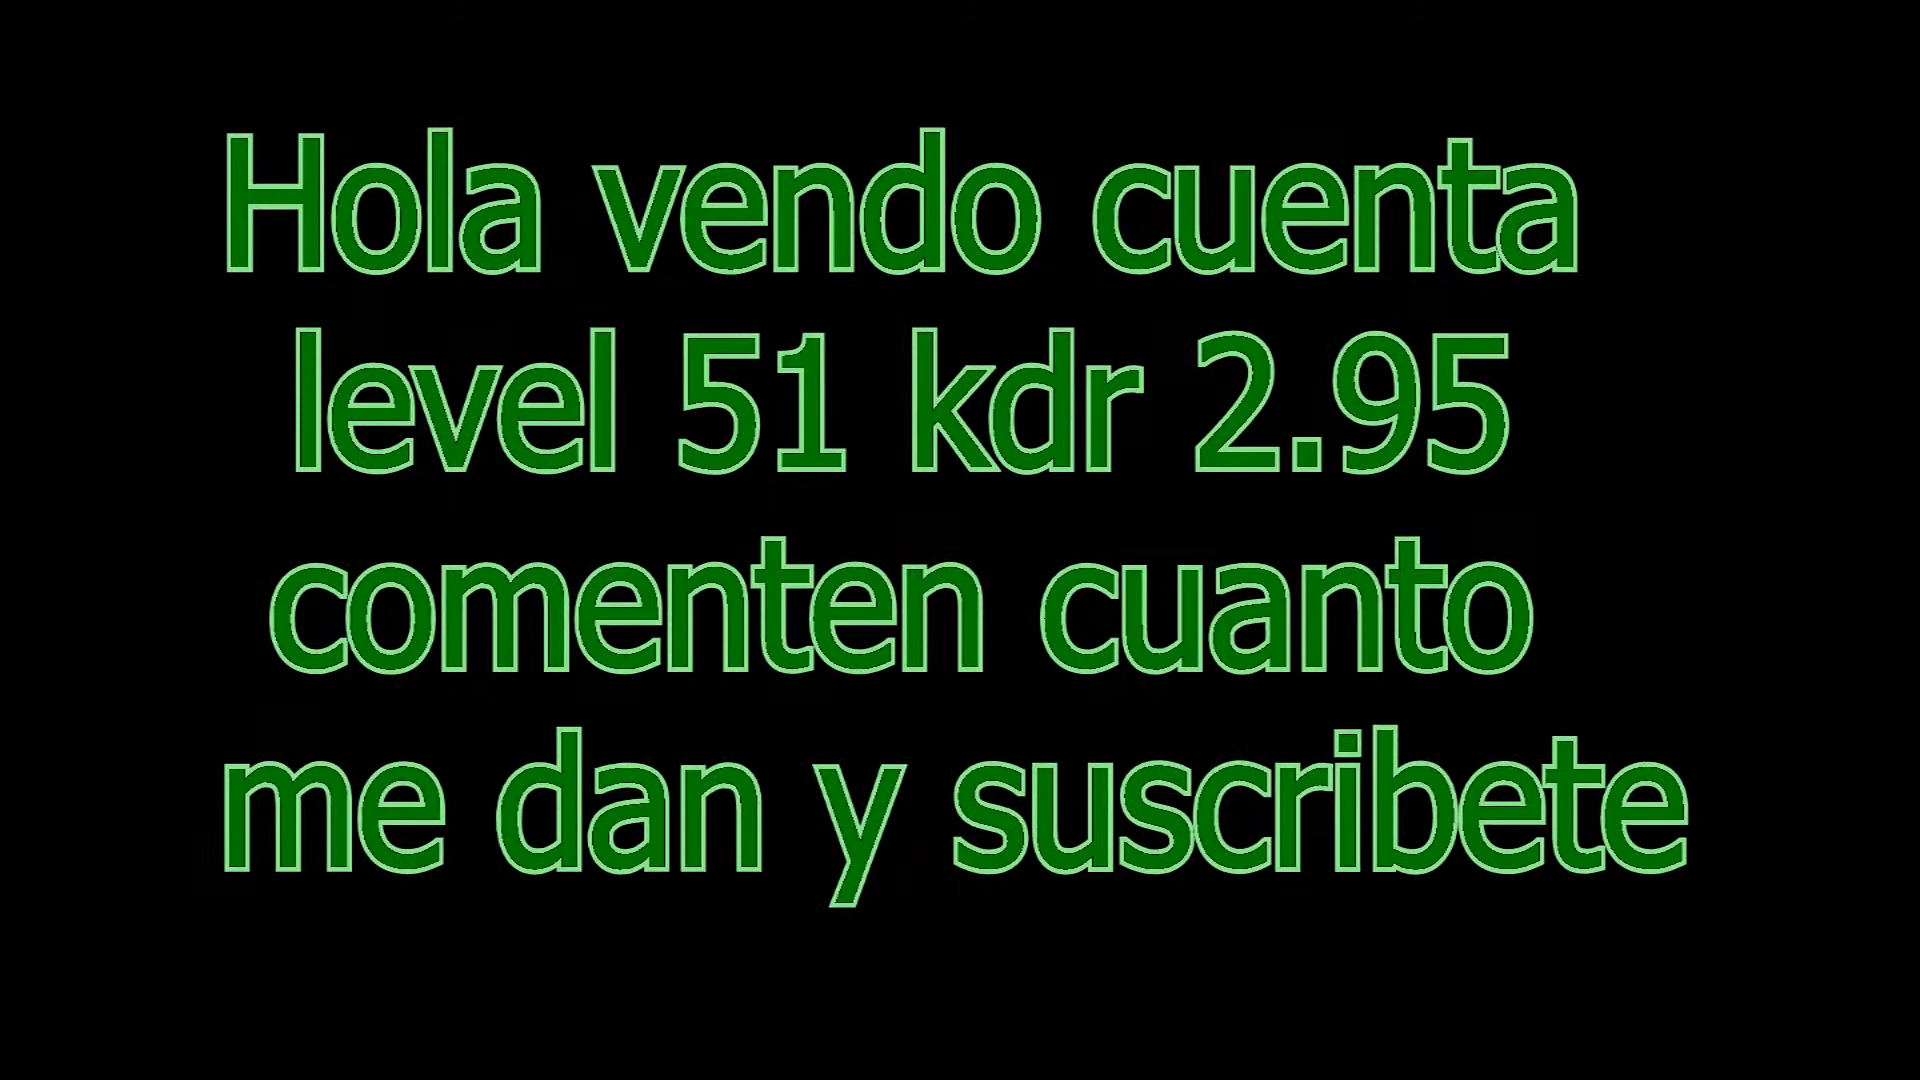 Hola vendo cuenta
level 51 kdr 2.95
comenten cuanto
me dan y suscribete